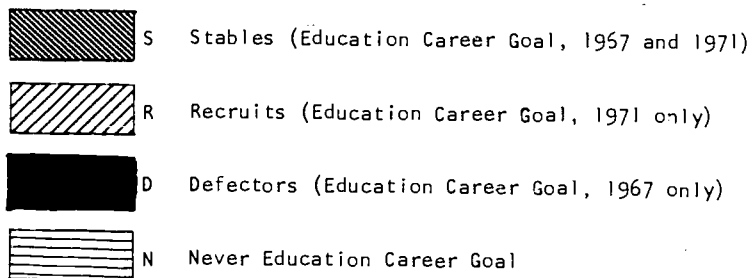 S Stables (Education Career Goal, 1957 and 1971)
R Recruits (Education Career Goal, 1971 only)
D Defectors (Education Career Goal, 1967 only)
N Never Education Career Goal